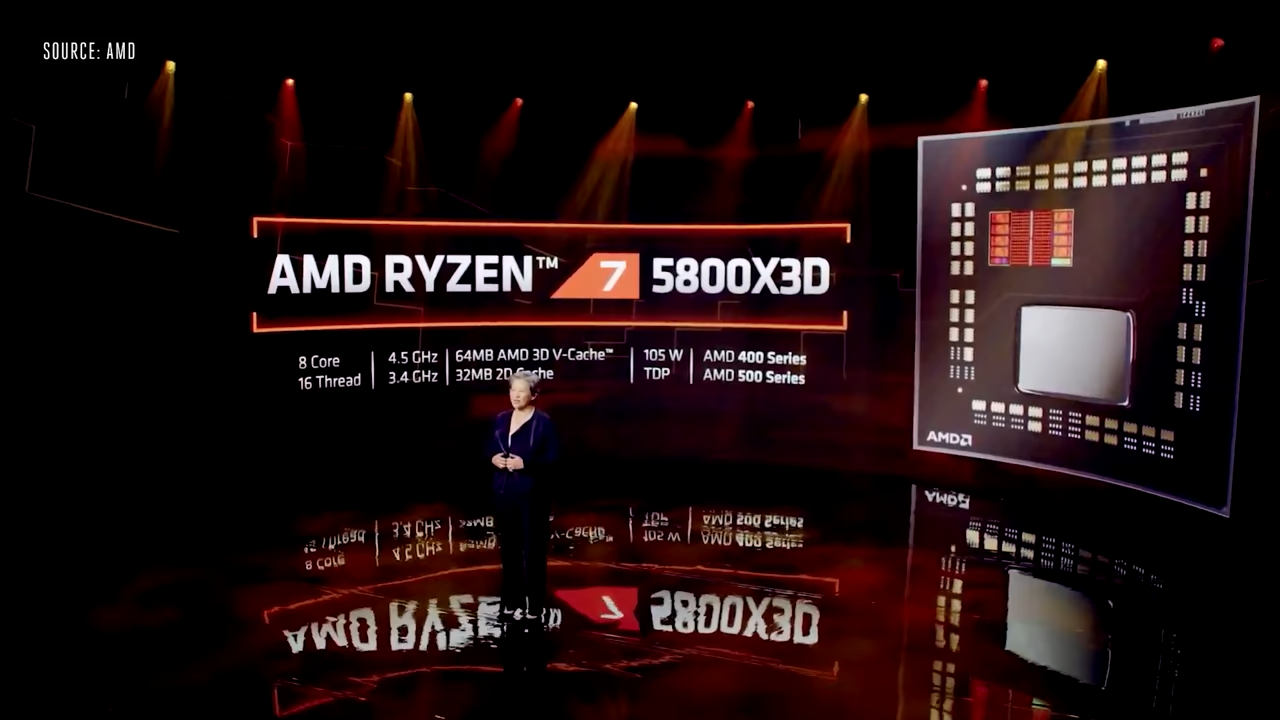 SOURCE: AMD
AMD RYZEN™ 7 5800X3D
8 Core
16 Thread
4.5 GHz
3.4 GHz
64MB AMD 3D V-Cache™
32MB 2D Cache
105 W
TDP
AMD 400 Series
AMD 500 Series
AMD